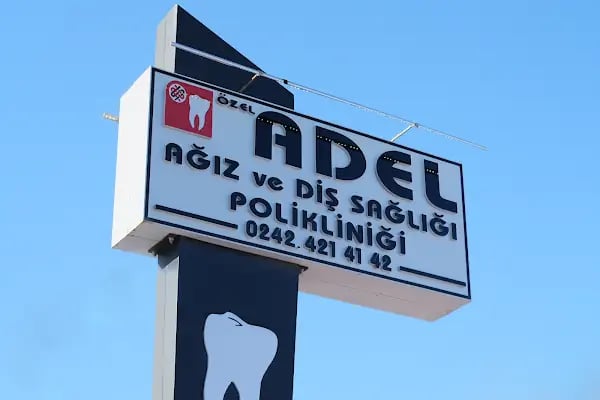 ÖZEL
ADEL
AĞIZ ve DİŞ SAĞLIĞI
POLİKLİNİĞİ
0242. 421 41 42